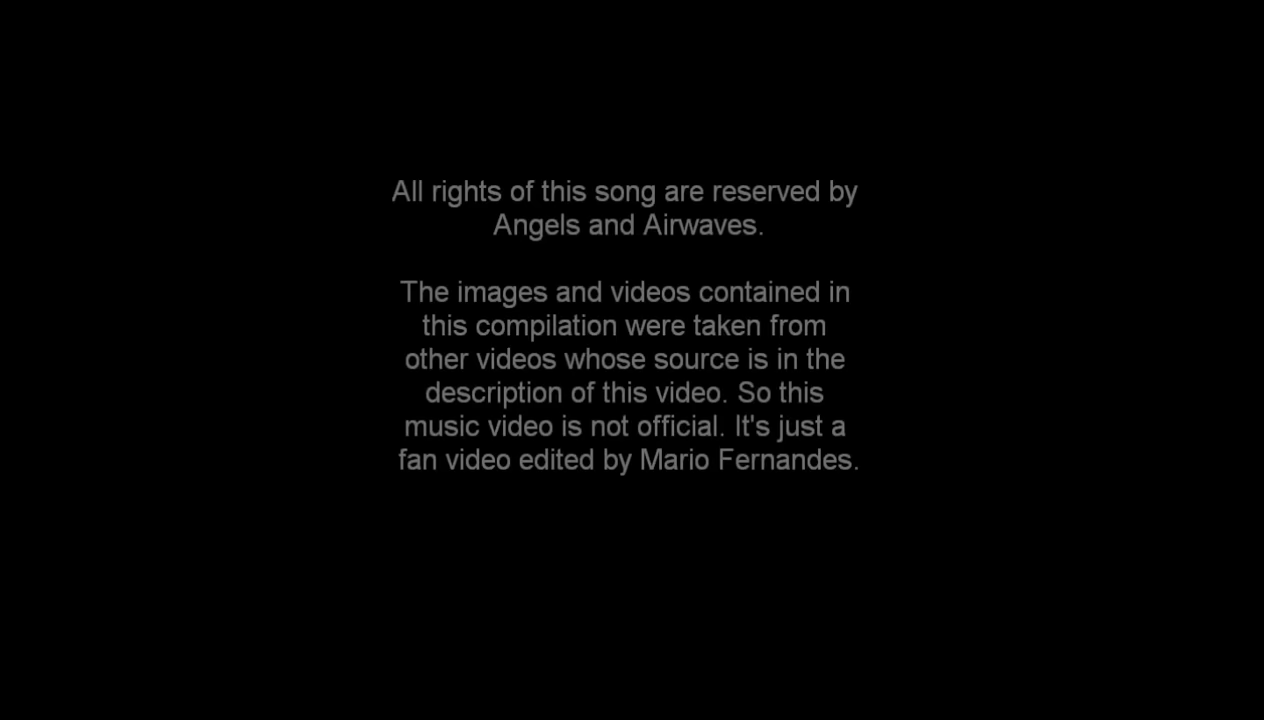 All rights of this song are reserved by
Angels and Airwaves.
The images and videos contained in
this compilation were taken from
other videos whose source is in the
description of this video. So this
music video is not official. It's just a
fan video edited by Mario Fernandes.